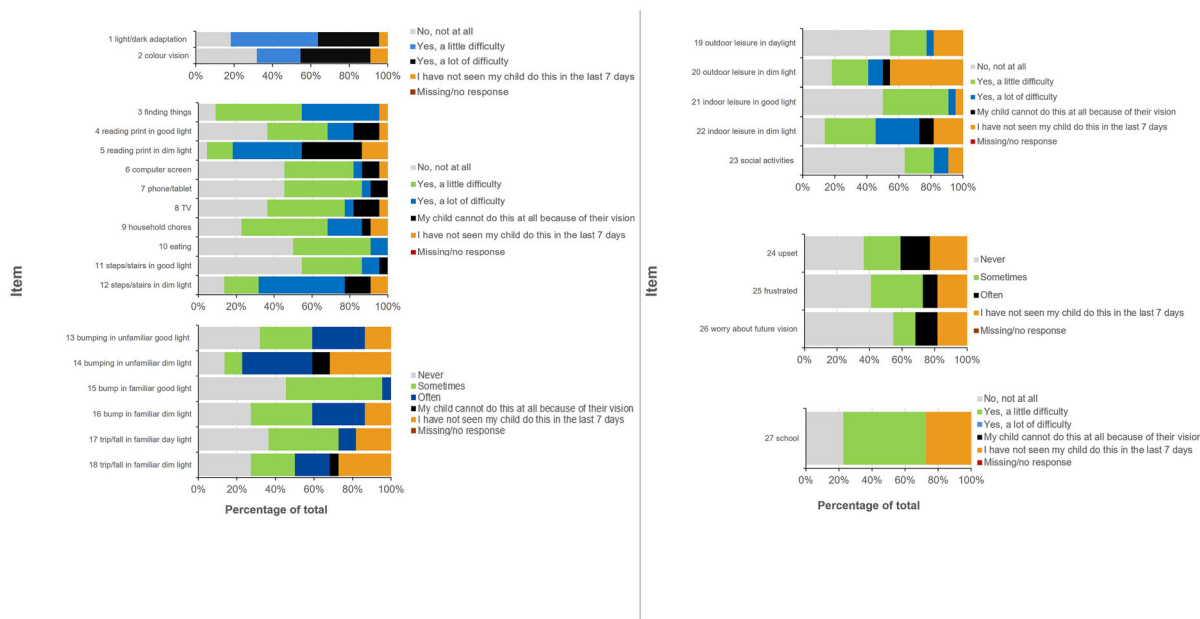 1 light/dark adaptation
2 colour vision
0% 20% 40% 60% 80% 100%
No, not at all
Yes, a little difficulty
Yes, a lot of difficulty
I have not seen my child do this in the last 7 days
Missing/no response
3 finding things
4 reading print in good light
5 reading print in dim light
6 computer screen
7 phone/tablet
8 TV
9 household chores
10 eating
11 steps/stairs in good light
12 steps/stairs in dim light
0% 20% 40% 60% 80% 100%
No, not at all
Yes, a little difficulty
Yes, a lot of difficulty
My child cannot do this at all because of their vision
I have not seen my child do this in the last 7 days
Missing/no response
Item
13 bumping in unfamiliar good light
14 bumping in unfamiliar dim light
15 bump in familiar good light
16 bump in familiar dim light
17 trip/fall in familiar day light
18 trip/fall in familiar dim light
0% 20% 40% 60% 80% 100%
Never
Sometimes
Often
My child cannot do this at all because of their vision
I have not seen my child do this in the last 7 days
Missing/no response
Percentage of total
19 outdoor leisure in daylight
20 outdoor leisure in dim light
21 indoor leisure in good light
22 indoor leisure in dim light
23 social activities
0% 20% 40% 60% 80% 100%
No, not at all
Yes, a little difficulty
Yes, a lot of difficulty
My child cannot do this at all because of their vision
I have not seen my child do this in the last 7 days
Missing/no response
Item
24 upset
25 frustrated
26 worry about future vision
0% 20% 40% 60% 80% 100%
Never
Sometimes
Often
I have not seen my child do this in the last 7 days
Missing/no response
27 school
0% 20% 40% 60% 80% 100%
No, not at all
Yes, a little difficulty
Yes, a lot of difficulty
My child cannot do this at all because of their vision
I have not seen my child do this in the last 7 days
Missing/no response
Percentage of total